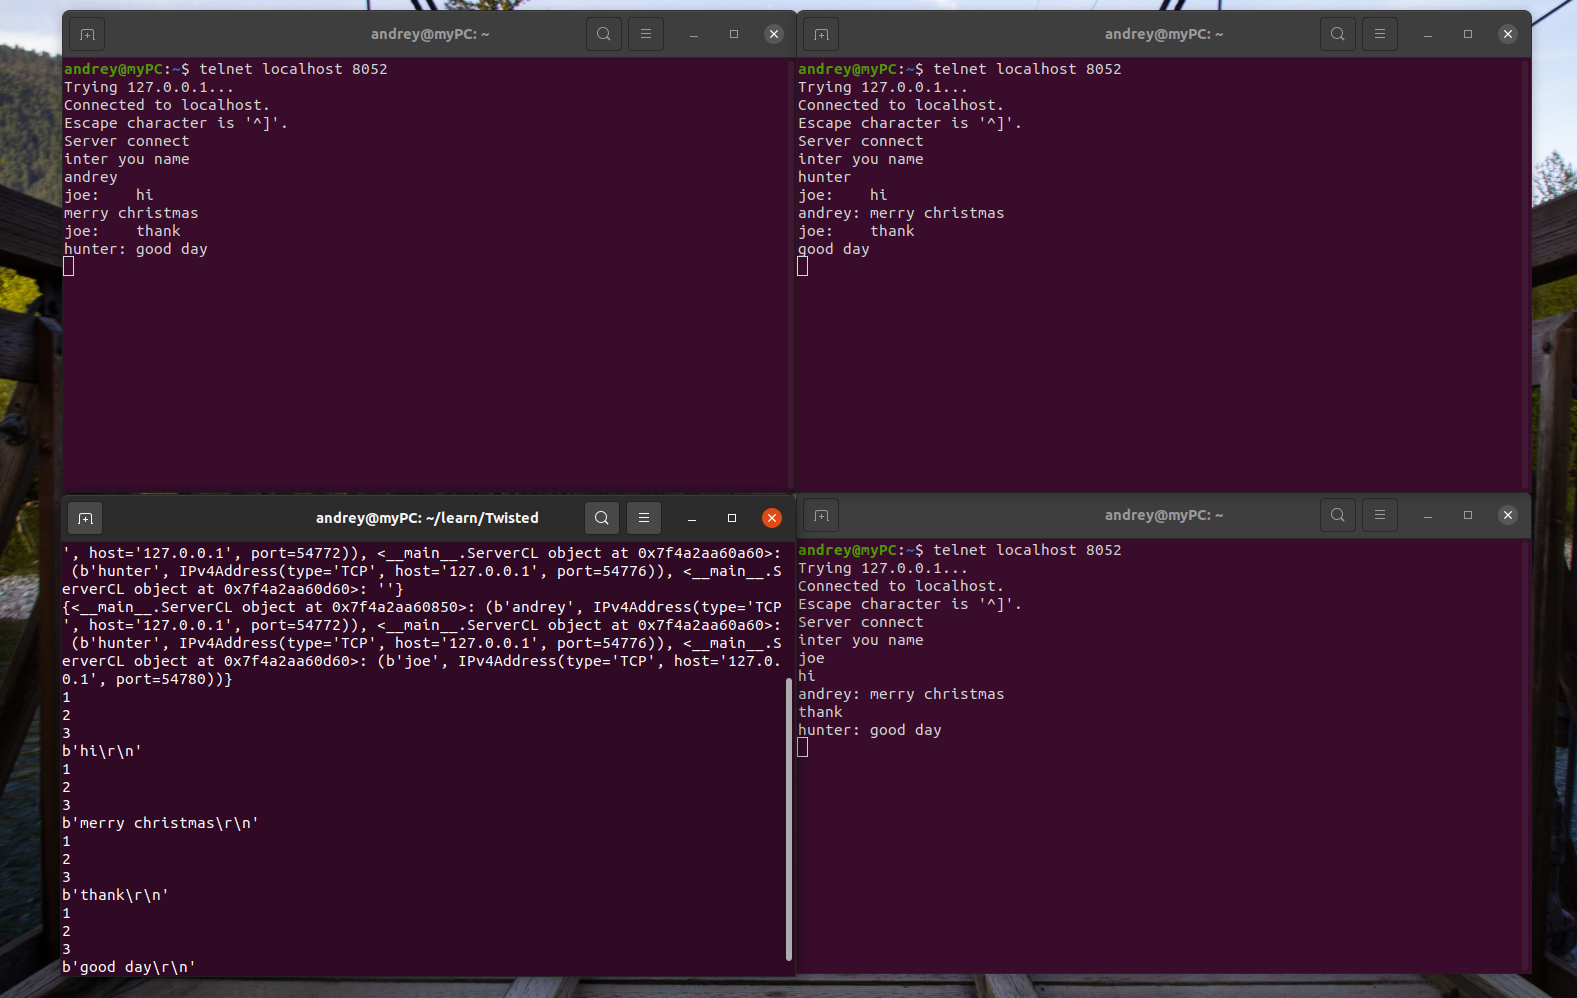 andrey@myPC: ~
andrey@myPC:~$ telnet localhost 8052
Trying 127.0.0.1...
Connected to localhost.
Escape character is '^]'.
Server connect
inter you name
andrey
joe:    hi
merry christmas
joe:    thank
hunter: good day
andrey@myPC: ~
andrey@myPC:~$ telnet localhost 8052
Trying 127.0.0.1...
Connected to localhost.
Escape character is '^]'.
Server connect
inter you name
hunter
joe:    hi
andrey: merry christmas
joe:    thank
good day
andrey@myPC: ~/learn/Twisted
', host='127.0.0.1', port=54772)), <__main__.ServerCL object at 0x7f4a2aa60a60>:
 (b'hunter', IPv4Address(type='TCP', host='127.0.0.1', port=54776)), <__main__.S
erverCL object at 0x7f4a2aa60d60>: ''}
{<__main__.ServerCL object at 0x7f4a2aa60850>: (b'andrey', IPv4Address(type='TCP
', host='127.0.0.1', port=54772)), <__main__.ServerCL object at 0x7f4a2aa60a60>:
 (b'hunter', IPv4Address(type='TCP', host='127.0.0.1', port=54776)), <__main__.S
erverCL object at 0x7f4a2aa60d60>: (b'joe', IPv4Address(type='TCP', host='127.0.
0.1', port=54780))}
1
2
3
b'hi\r\n'
1
2
3
b'merry christmas\r\n'
1
2
3
b'thank\r\n'
1
2
3
b'good day\r\n'
andrey@myPC: ~
andrey@myPC:~$ telnet localhost 8052
Trying 127.0.0.1...
Connected to localhost.
Escape character is '^]'.
Server connect
inter you name
joe
hi
andrey: merry christmas
thank
hunter: good day